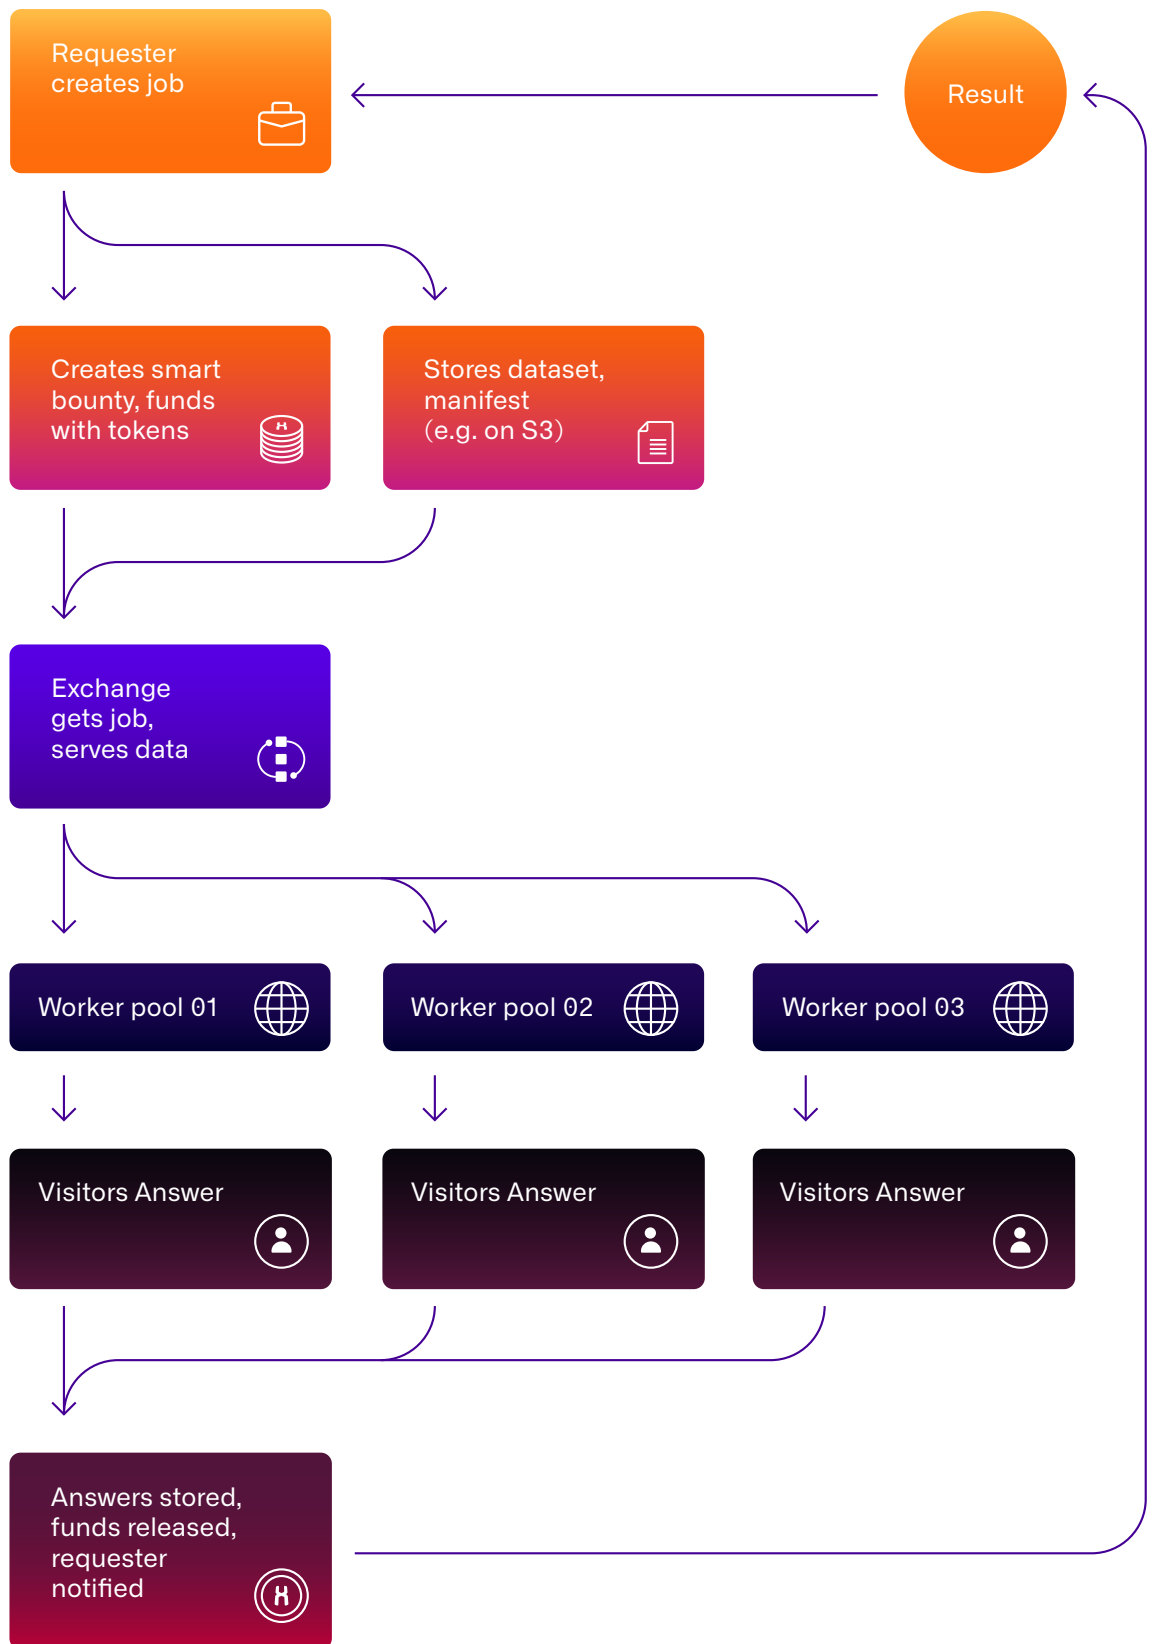 Requester
creates job
Result
Creates smart
bounty, funds
with tokens
Stores dataset,
manifest
(e.g. on S3)
Exchange
gets job,
serves data
Worker pool 01
Worker pool 02
Worker pool 03
Visitors Answer
Visitors Answer
Visitors Answer
Answers stored,
funds released,
requester
notified